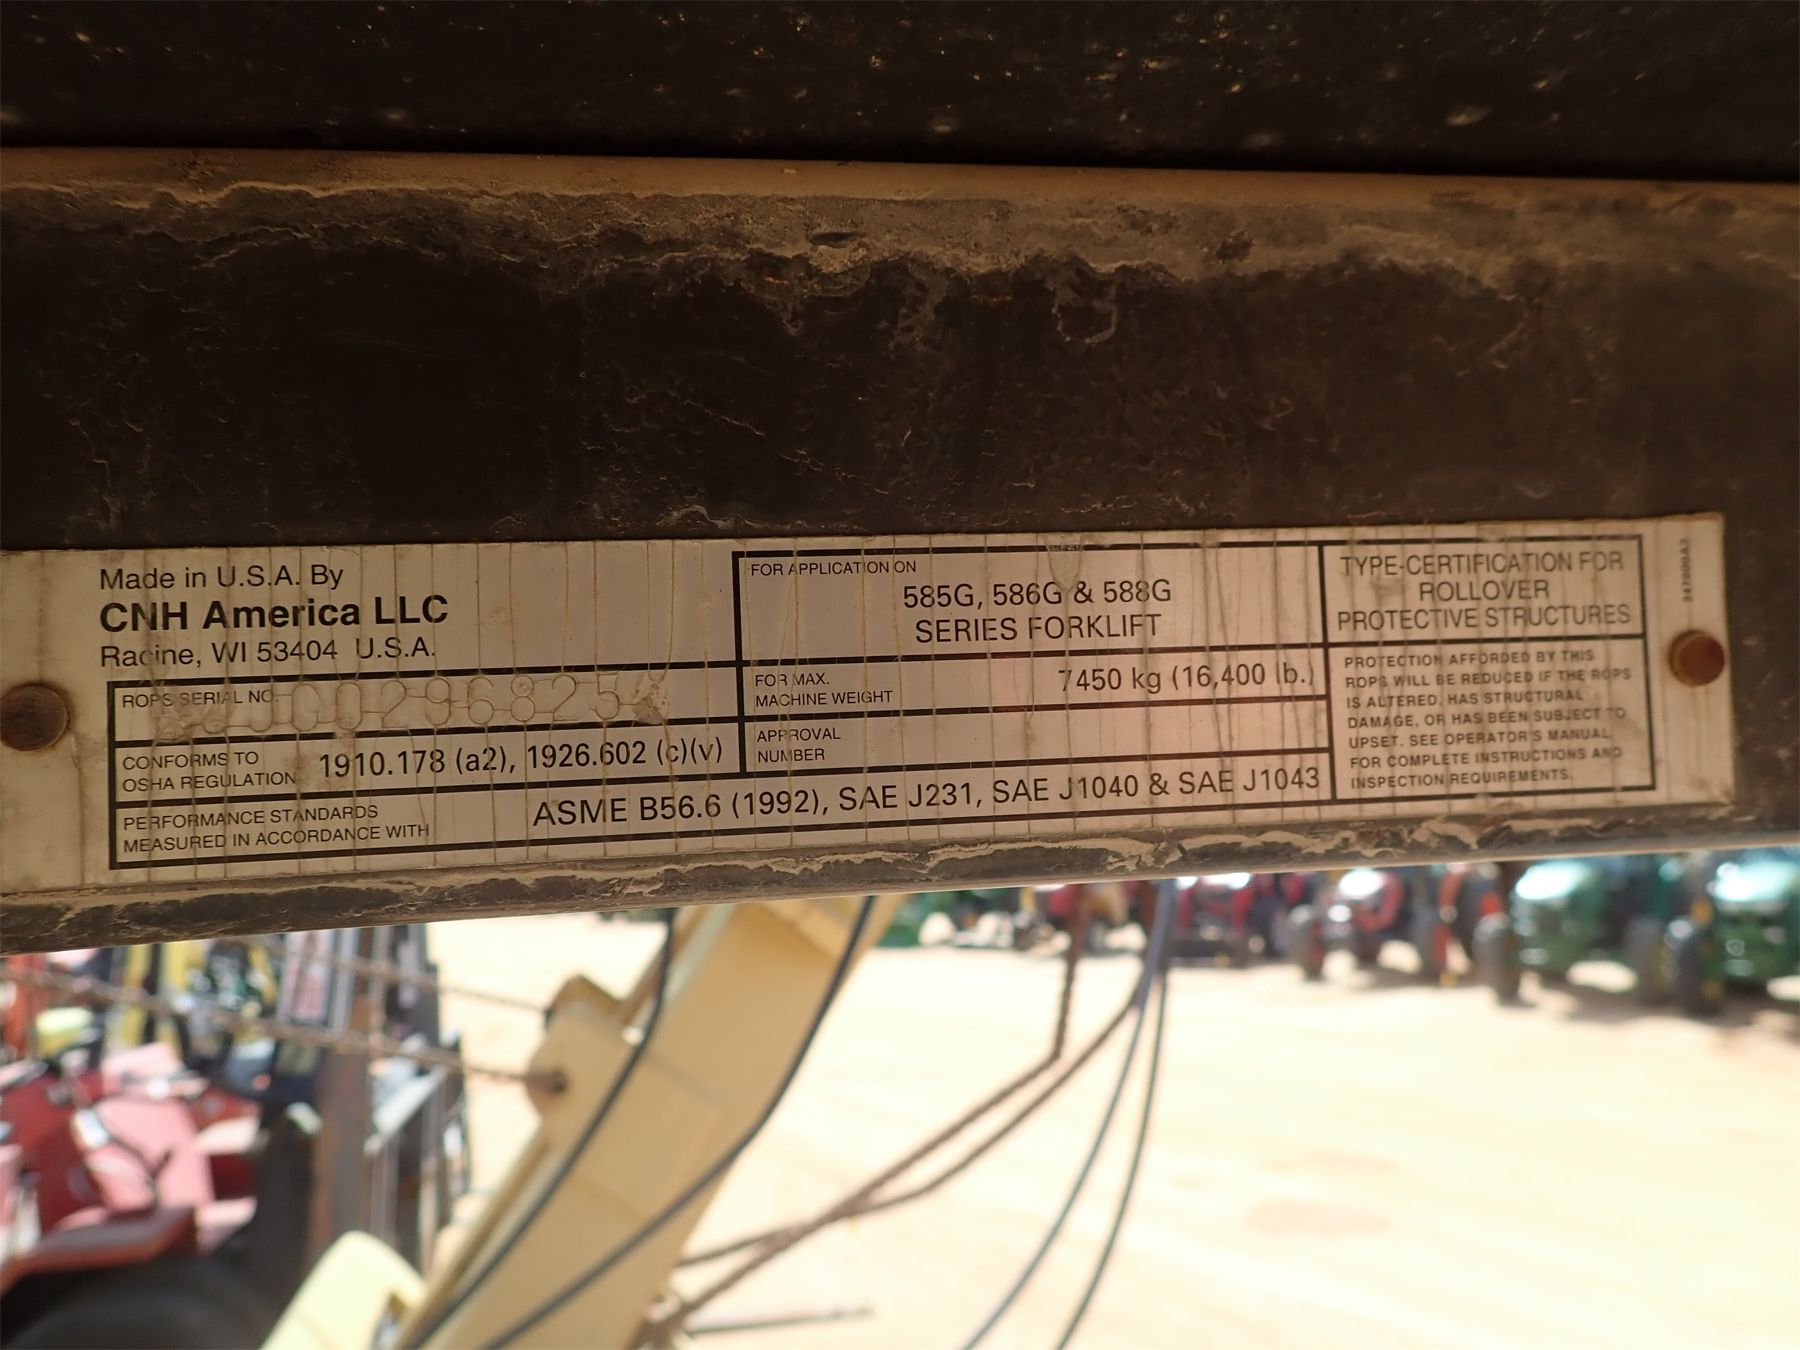 Made in U.S.A. By
CNH America LLC
Racine, WI 53404 U.S.A.
ROPS SERIAL NO.
CONFORMS TO
OSHA REGULATION
1910.178 (a2), 1926.602 (c)(v)
PERFORMANCE STANDARDS
MEASURED IN ACCORDANCE WITH
ASME B56.6 (1992), SAE J231, SAE J1040 & SAE J1043
FOR APPLICATION ON
585G, 586G & 588G
SERIES FORKLIFT
FOR MAX.
MACHINE WEIGHT
7450 kg (16,400 lb.)
APPROVAL
NUMBER
TYPE-CERTIFICATION FOR
ROLLOVER
PROTECTIVE STRUCTURES
PROTECTION AFFORDED BY THIS
ROPS WILL BE REDUCED IF THE ROPS
IS ALTERED, HAS STRUCTURAL
DAMAGE, OR HAS BEEN SUBJECT TO
UPSET. SEE OPERATOR'S MANUAL
FOR COMPLETE INSTRUCTIONS AND
INSPECTION REQUIREMENTS.